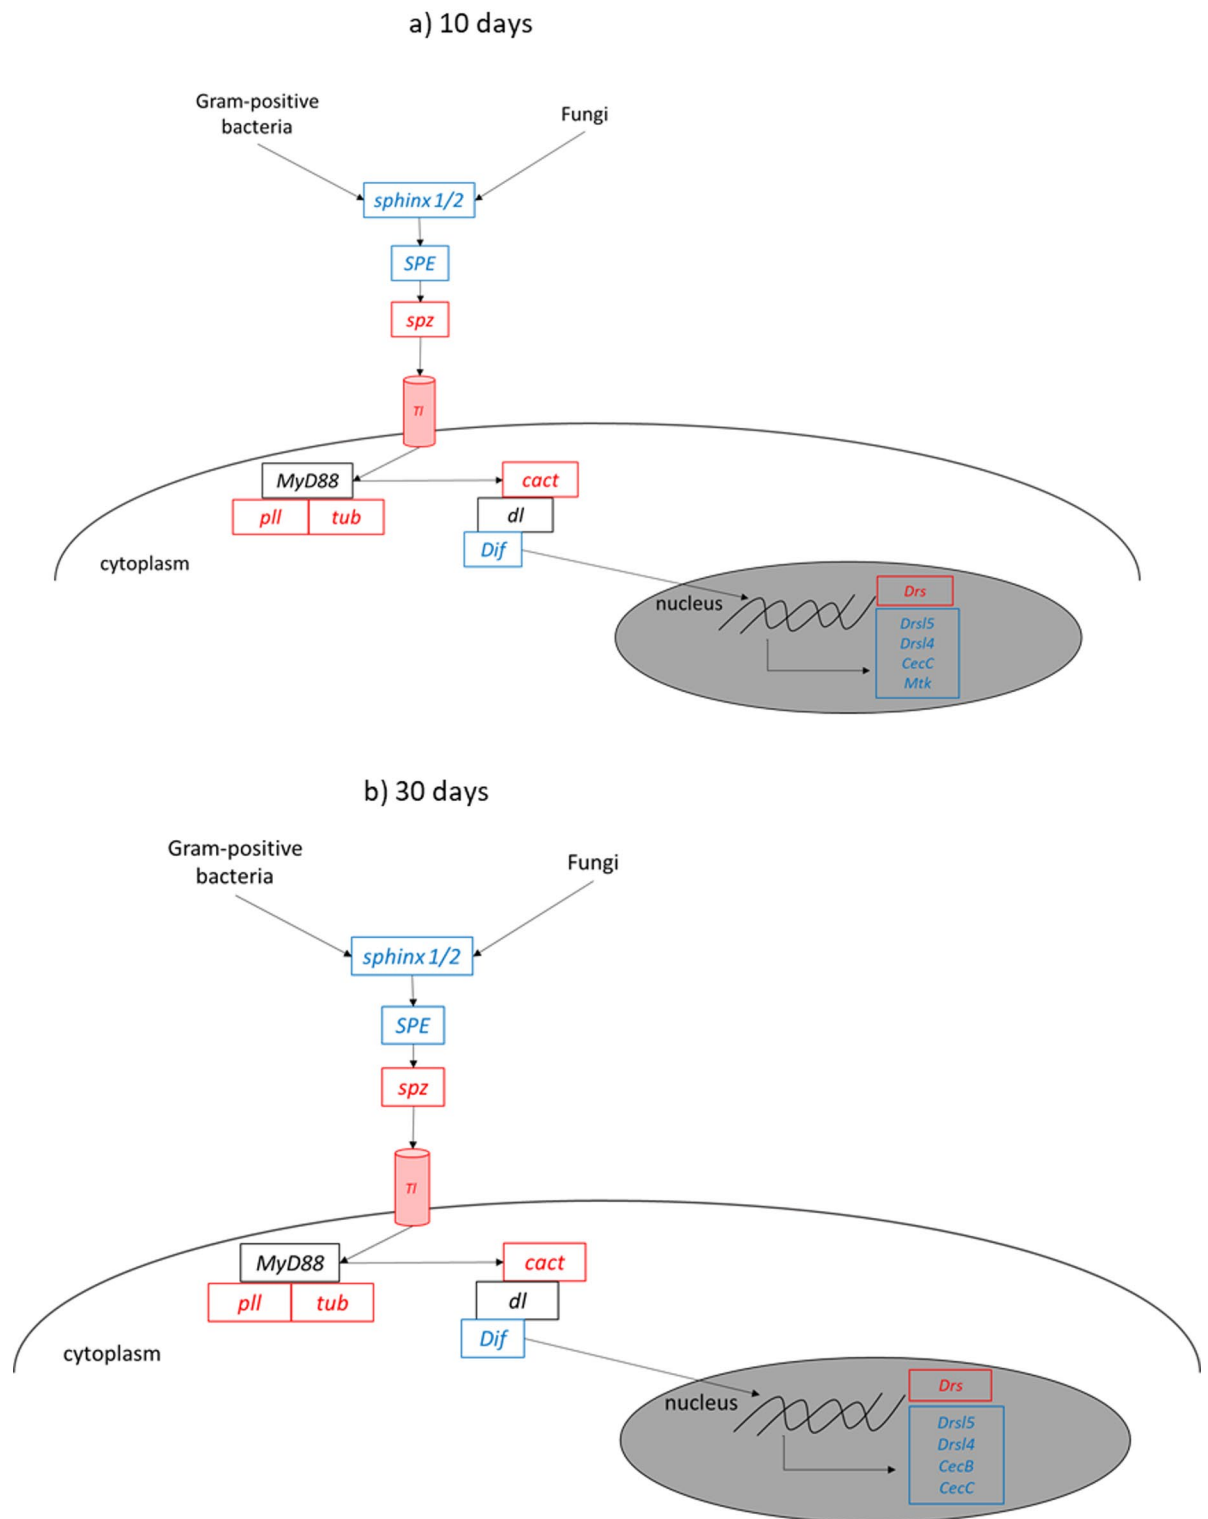 a) 10 days
Gram-positive
bacteria
Fungi
sphinx 1/2
SPE
spz
Tl
MyD88
cact
pll
tub
dl
Dif
cytoplasm
nucleus
Drs
Drsl5
Drsl4
CecC
Mtk
b) 30 days
Gram-positive
bacteria
Fungi
sphinx 1/2
SPE
spz
Tl
MyD88
cact
pll
tub
dl
Dif
cytoplasm
nucleus
Drs
Drsl5
Drsl4
CecB
CecC